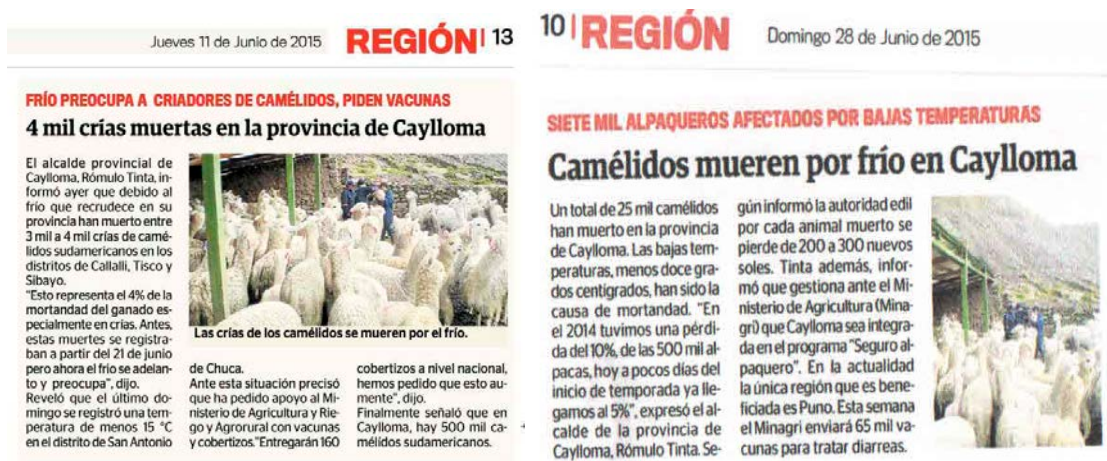 Jueves 11 de Junio de 2015 REGIÓN 13
FRÍO PREOCUPA A CRIADORES DE CAMÉLIDOS, PIDEN VACUNAS
4 mil crías muertas en la provincia de Caylloma
El alcalde provincial de
Caylloma, Rómulo Tinta, in-
formó ayer que debido al
frío que recrudece en su
provincia han muerto entre
3 mil a 4 mil crías de camé-
lidos sudamericanos en los
distritos de Callalli, Tisco y
Sibayo.
"Esto representa el 4% de la
mortandad del ganado es-
pecialmente en crías. Antes,
estas muertes se registra-
ban a partir del 21 de junio
pero ahora el frío se adelan-
to y preocupa", dijo.
Reveló que el último do-
mingo se registró una tem-
peratura de menos 15 °C
en el distrito de San Antonio
Las crías de los camélidos se mueren por el frío.
de Chuca.
Ante esta situación precisó
que ha pedido apoyo al Mi-
nisterio de Agricultura y Rie-
go y Agrorural con vacunas
y cobertizos."Entregarán 160
cobertizos a nivel nacional,
hemos pedido que esto au-
mente", dijo.
Finalmente señaló que en
Caylloma, hay 500 mil ca-
mélidos sudamericanos.
10 REGIÓN Domingo 28 de Junio de 2015
SIETE MIL ALPAQUEROS AFECTADOS POR BAJAS TEMPERATURAS
Camélidos mueren por frío en Caylloma
Un total de 25 mil camélidos
han muerto en la provincia
de Caylloma. Las bajas tem-
peraturas, menos doce gra-
dos centigrados, han sido la
causa de mortandad. "En
el 2014 tuvimos una pérdi-
da del 10%, de las 500 mil al-
pacas, hoy a pocos días del
inicio de temporada ya lle-
gamos al 5%", expresó el al-
calde de la provincia de
Caylloma, Rómulo Tinta. Se-
gún informó la autoridad edil
por cada animal muerto se
pierde de 200 a 300 nuevos
soles. Tinta además, infor-
mó que gestiona ante el Mi-
nisterio de Agricultura (Mina-
gri) que Caylloma sea integra-
da en el programa "Seguro al-
paquero". En la actualidad
la única región que es bene-
ficiada es Puno. Esta semana
el Minagri enviará 65 mil va-
cunas para tratar diarreas.